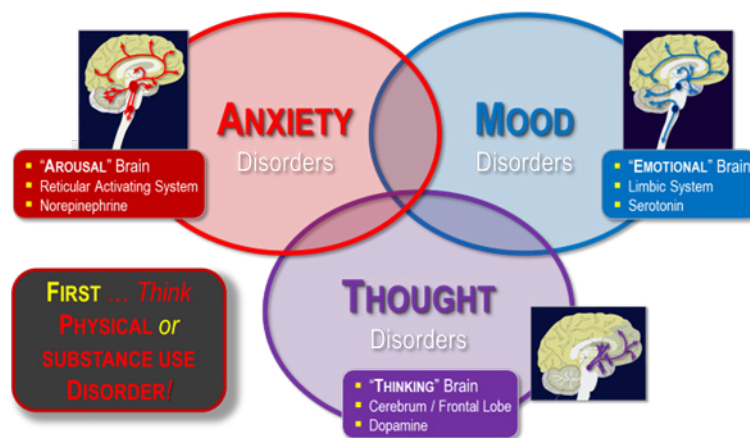 ANXIETY
Disorders
MOOD
Disorders
"AROUSAL" Brain
Reticular Activating System
Norepinephrine
"EMOTIONAL" Brain
Limbic System
Serotonin
FIRST ... Think
PHYSICAL or
SUBSTANCE USE
DISORDER!
THOUGHT
Disorders
"THINKING" Brain
Cerebrum / Frontal Lobe
Dopamine